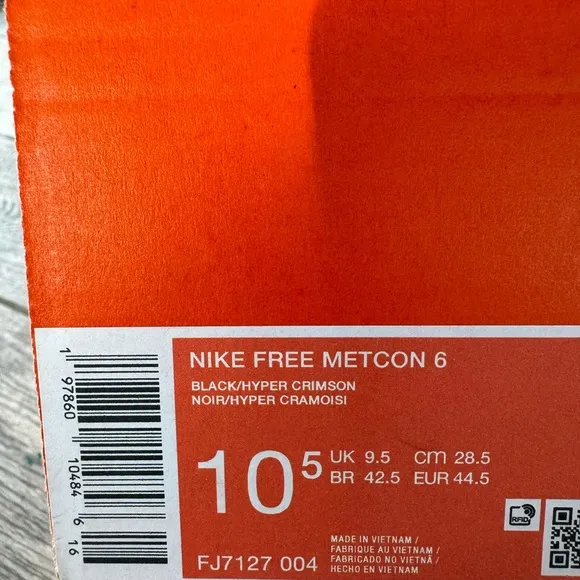 NIKE FREE METCON 6
BLACK/HYPER CRIMSON
NOIR/HYPER CRAMOISI
10⁵ UK 9.5 cm 28.5
BR 42.5 EUR 44.5
FJ7127 004
MADE IN VIETNAM /
FABRIQUE AU VIETNAM /
FABRICADO NO VIETNÃ /
HECHO EN VIETNAM
RFID
1 97860 10484 6 16